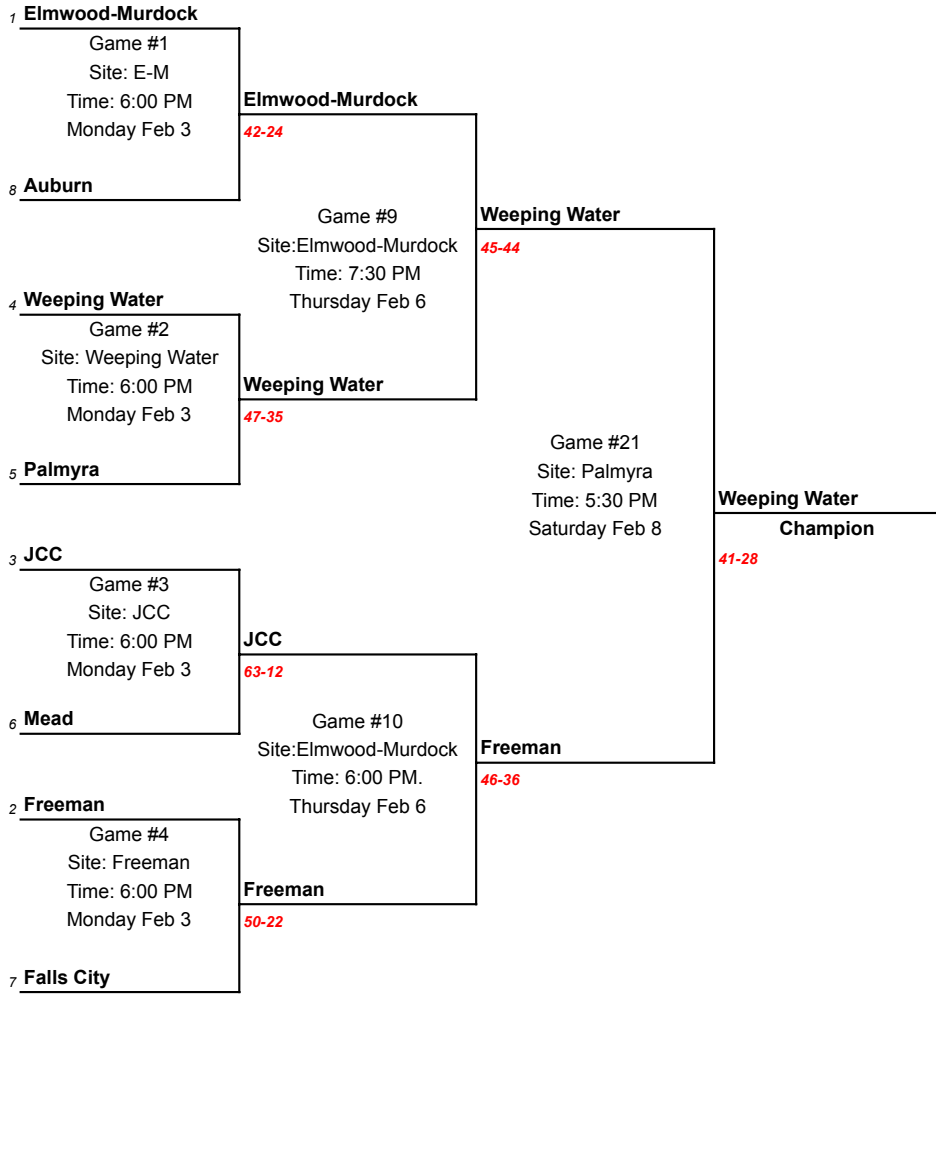 1 Elmwood-Murdock
Game #1
Site: E-M
Time: 6:00 PM
Monday Feb 3
Elmwood-Murdock
42-24
8 Auburn
Game #9
Site:Elmwood-Murdock
Time: 7:30 PM
Thursday Feb 6
Weeping Water
45-44
4 Weeping Water
Game #2
Site: Weeping Water
Time: 6:00 PM
Monday Feb 3
Weeping Water
47-35
5 Palmyra
Game #21
Site: Palmyra
Time: 5:30 PM
Saturday Feb 8
Weeping Water
Champion
41-28
3 JCC
Game #3
Site: JCC
Time: 6:00 PM
Monday Feb 3
JCC
63-12
6 Mead
Game #10
Site:Elmwood-Murdock
Time: 6:00 PM.
Thursday Feb 6
Freeman
46-36
2 Freeman
Game #4
Site: Freeman
Time: 6:00 PM
Monday Feb 3
Freeman
50-22
7 Falls City